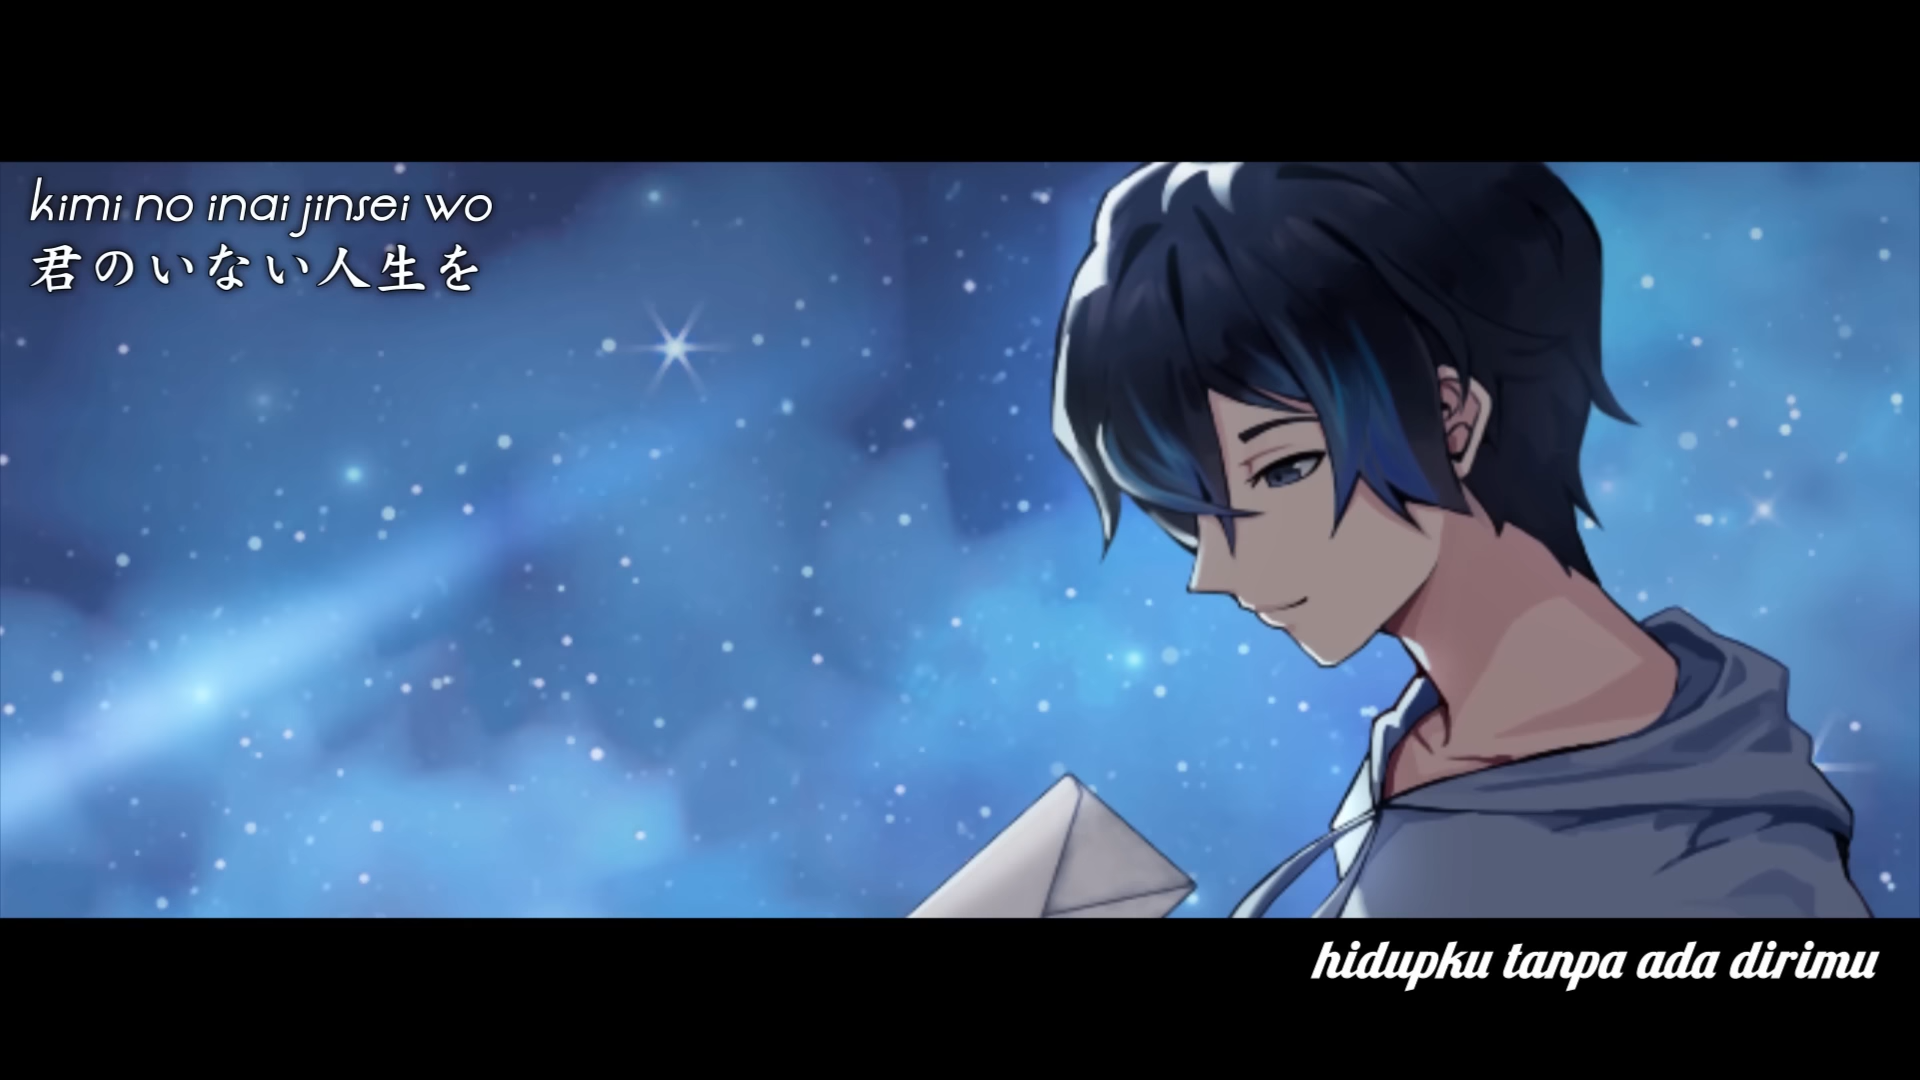 kimi no inai jinsei wo
君のいない人生を
hidupku tanpa ada dirimu